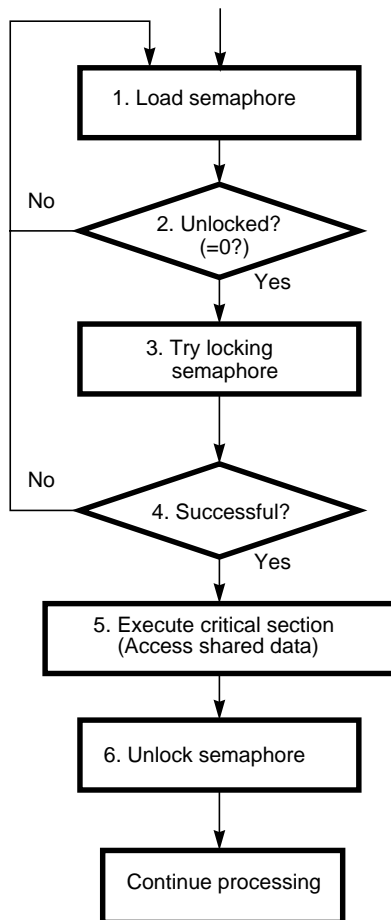 1. Load semaphore
No
2. Unlocked?
(=0?)
Yes
3. Try locking
semaphore
No
4. Successful?
Yes
5. Execute critical section
(Access shared data)
6. Unlock semaphore
Continue processing